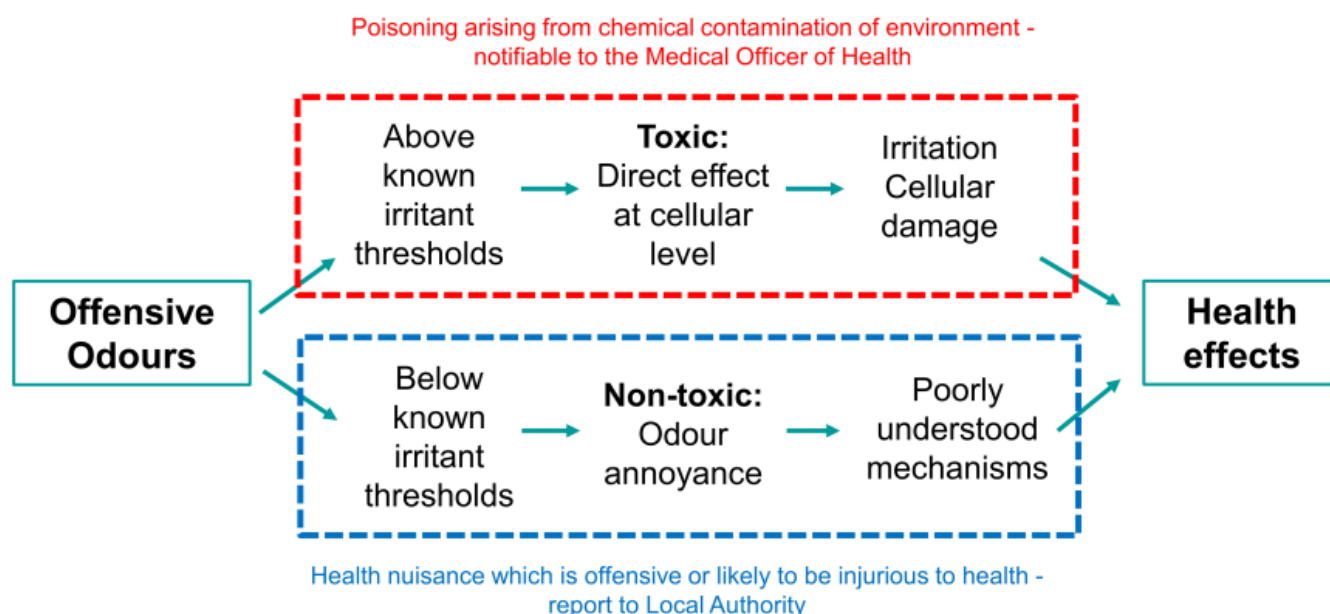 Poisoning arising from chemical contamination of environment -
notifiable to the Medical Officer of Health
Above
known
irritant
thresholds
Toxic:
Direct effect
at cellular
level
Irritation
Cellular
damage
Offensive
Odours
Health
effects
Below
known
irritant
thresholds
Non-toxic:
Odour
annoyance
Poorly
understood
mechanisms
Health nuisance which is offensive or likely to be injurious to health -
report to Local Authority